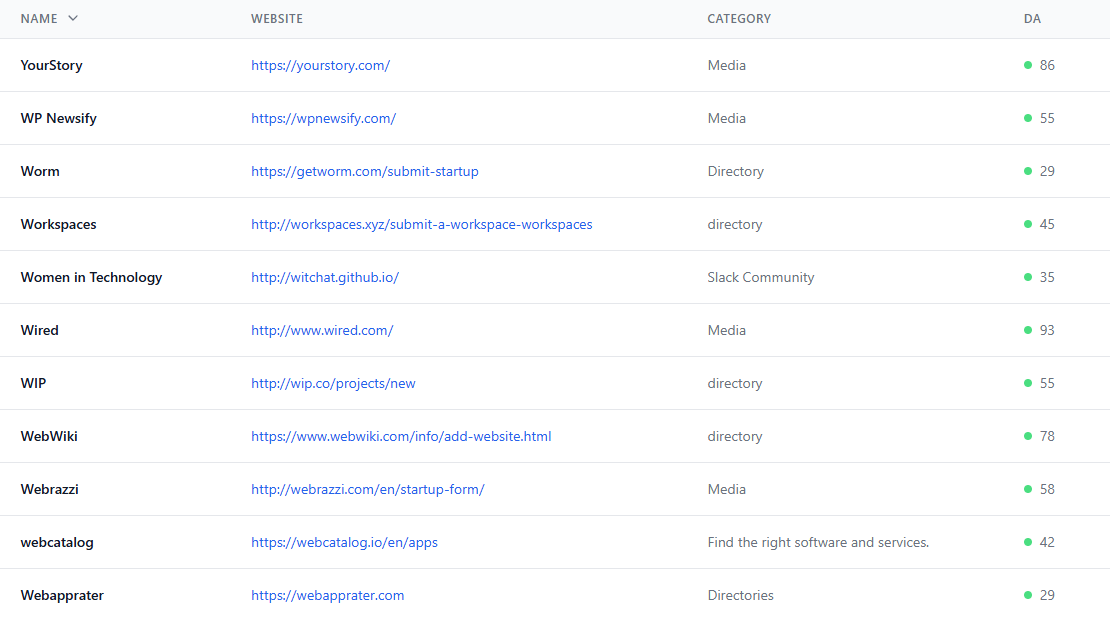 NAME WEBSITE CATEGORY DA
YourStory https://yourstory.com/ Media 86
WP Newsify https://wpnewsify.com/ Media 55
Worm https://getworm.com/submit-startup Directory 29
Workspaces http://workspaces.xyz/submit-a-workspace-workspaces directory 45
Women in Technology http://witchat.github.io/ Slack Community 35
Wired http://www.wired.com/ Media 93
WIP http://wip.co/projects/new directory 55
WebWiki https://www.webwiki.com/info/add-website.html directory 78
Webrazzi http://webrazzi.com/en/startup-form/ Media 58
webcatalog https://webcatalog.io/en/apps Find the right software and services. 42
Webapprater https://webapprater.com Directories 29